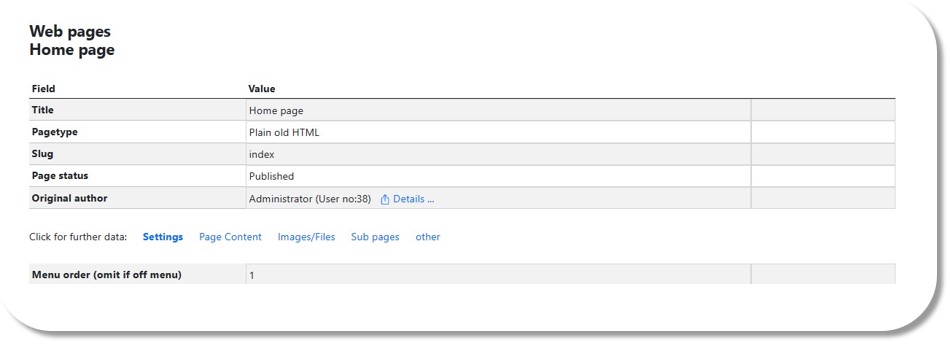 Web pages
Home page
Field Value
Title Home page
Pagetype Plain old HTML
Slug index
Page status Published
Original author Administrator (User no:38) Details ...
Click for further data: Settings Page Content Images/Files Sub pages other
Menu order (omit if off menu) 1